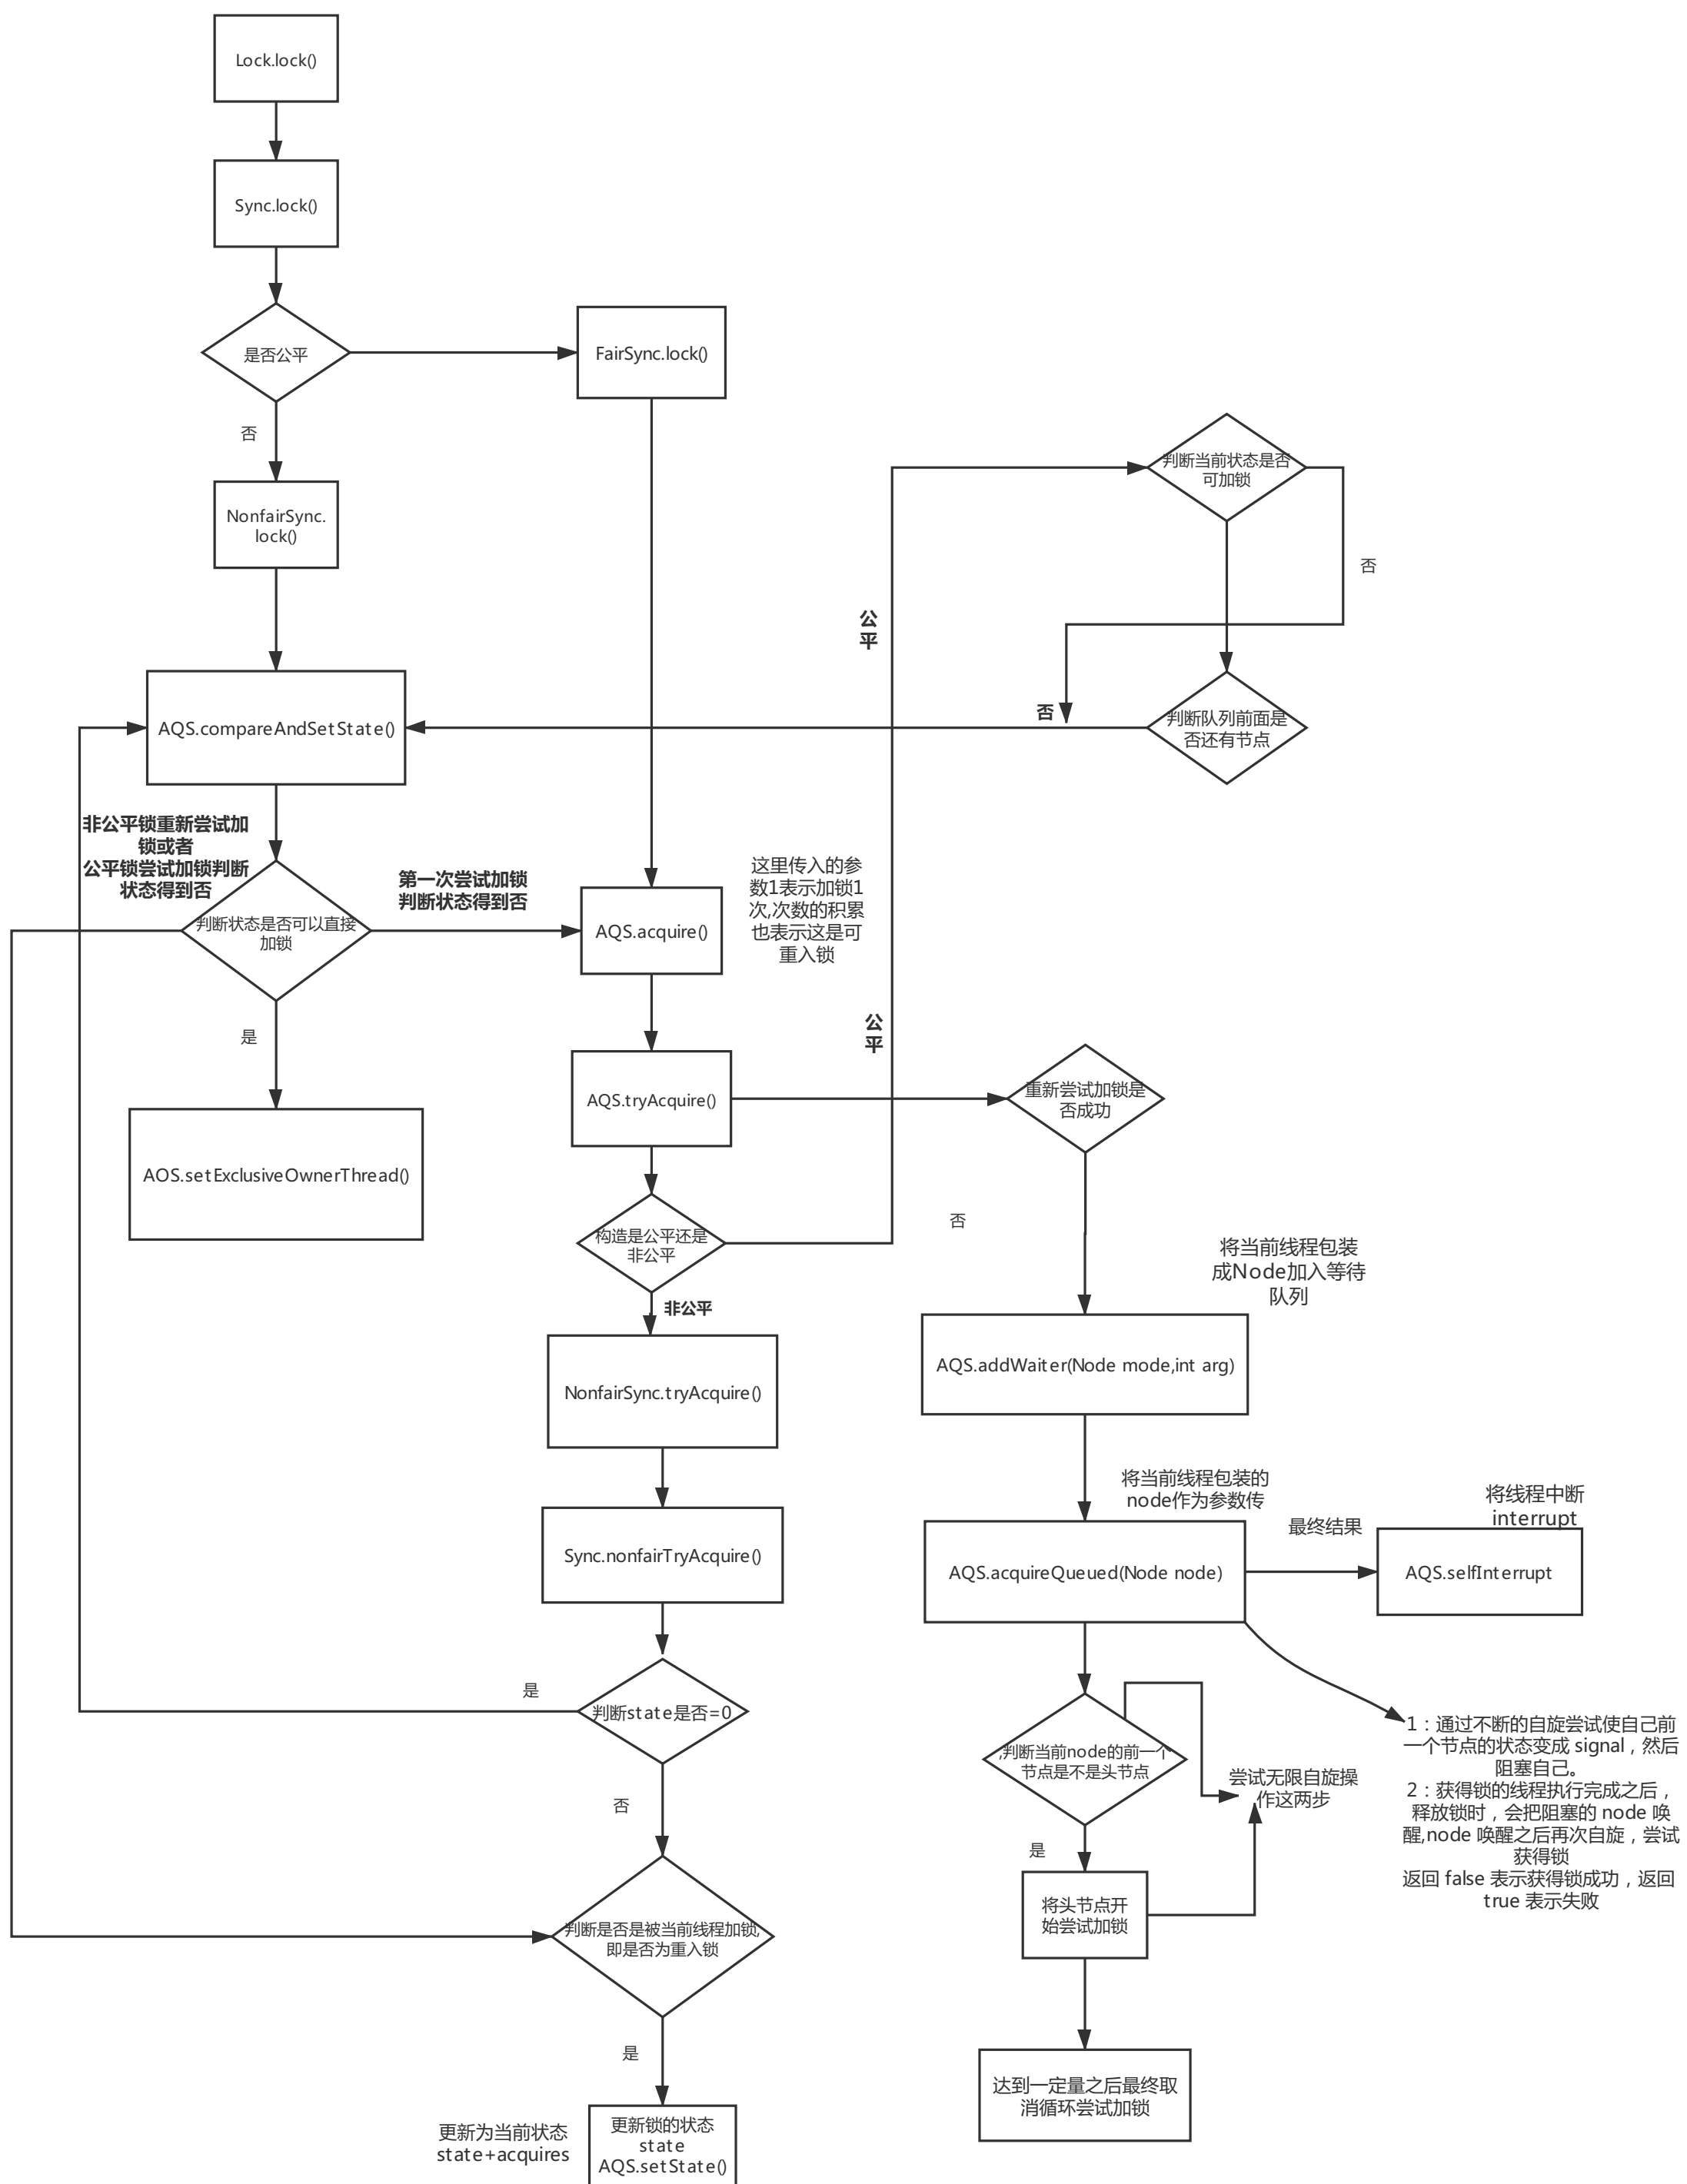 Lock.lock()
Sync.lock()
是否公平
FairSync.lock()
否
NonfairSync.
lock()
判断当前状态是否
可加锁
否
公
平
AQS.compareAndSetState()
否
判断队列前面是
否还有节点
非公平锁重新尝试加
锁或者
公平锁尝试加锁判断
状态得到否
第一次尝试加锁
判断状态得到否
判断状态是否可以直接
加锁
AQS.acquire()
这里传入的参
数1表示加锁1
次,次数的积累
也表示这是可
重入锁
是
公
平
AQS.tryAcquire()
重新尝试加锁是
否成功
AOS.setExclusiveOwnerThread()
构造是公平还是
非公平
否
将当前线程包装
成Node加入等待
队列
非公平
AQS.addWaiter(Node mode,int arg)
NonfairSync.tryAcquire()
将当前线程包装的
node作为参数传
将线程中断
interrupt
最终结果
Sync.nonfairTryAcquire()
AQS.acquireQueued(Node node)
AQS.selfInterrupt
是
判断state是否=0
,判断当前node的前一个
节点是不是头节点
尝试无限自旋操
作这两步
1：通过不断的自旋尝试使自己前
一个节点的状态变成 signal，然后
阻塞自己。
2：获得锁的线程执行完成之后，
释放锁时，会把阻塞的 node 唤
醒,node 唤醒之后再次自旋，尝试
获得锁
返回 false 表示获得锁成功，返回
true 表示失败
否
是
将头节点开
始尝试加锁
判断是否是被当前线程加锁,
即是否为重入锁
是
达到一定量之后最终取
消循环尝试加锁
更新为当前状态
state+acquires
更新锁的状态
state
AQS.setState()